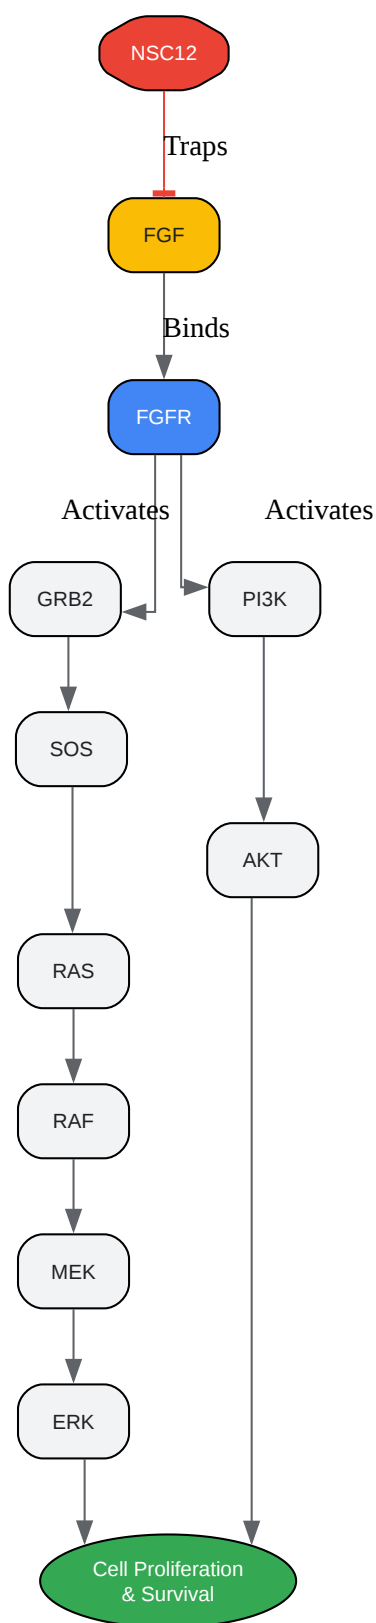 NSC12
Traps
FGF
Binds
FGFR
Activates
Activates
GRB2
PI3K
SOS
AKT
RAS
RAF
MEK
ERK
Cell Proliferation
& Survival